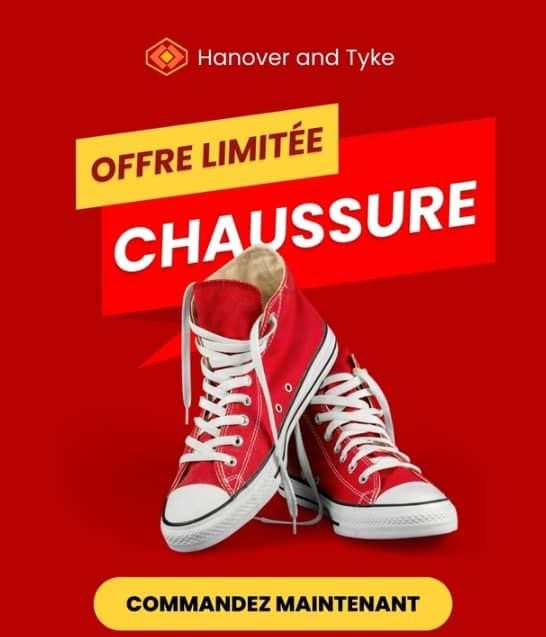 Hanover and Tyke
OFFRE LIMITÉE
CHAUSSURE
COMMANDEZ MAINTENANT